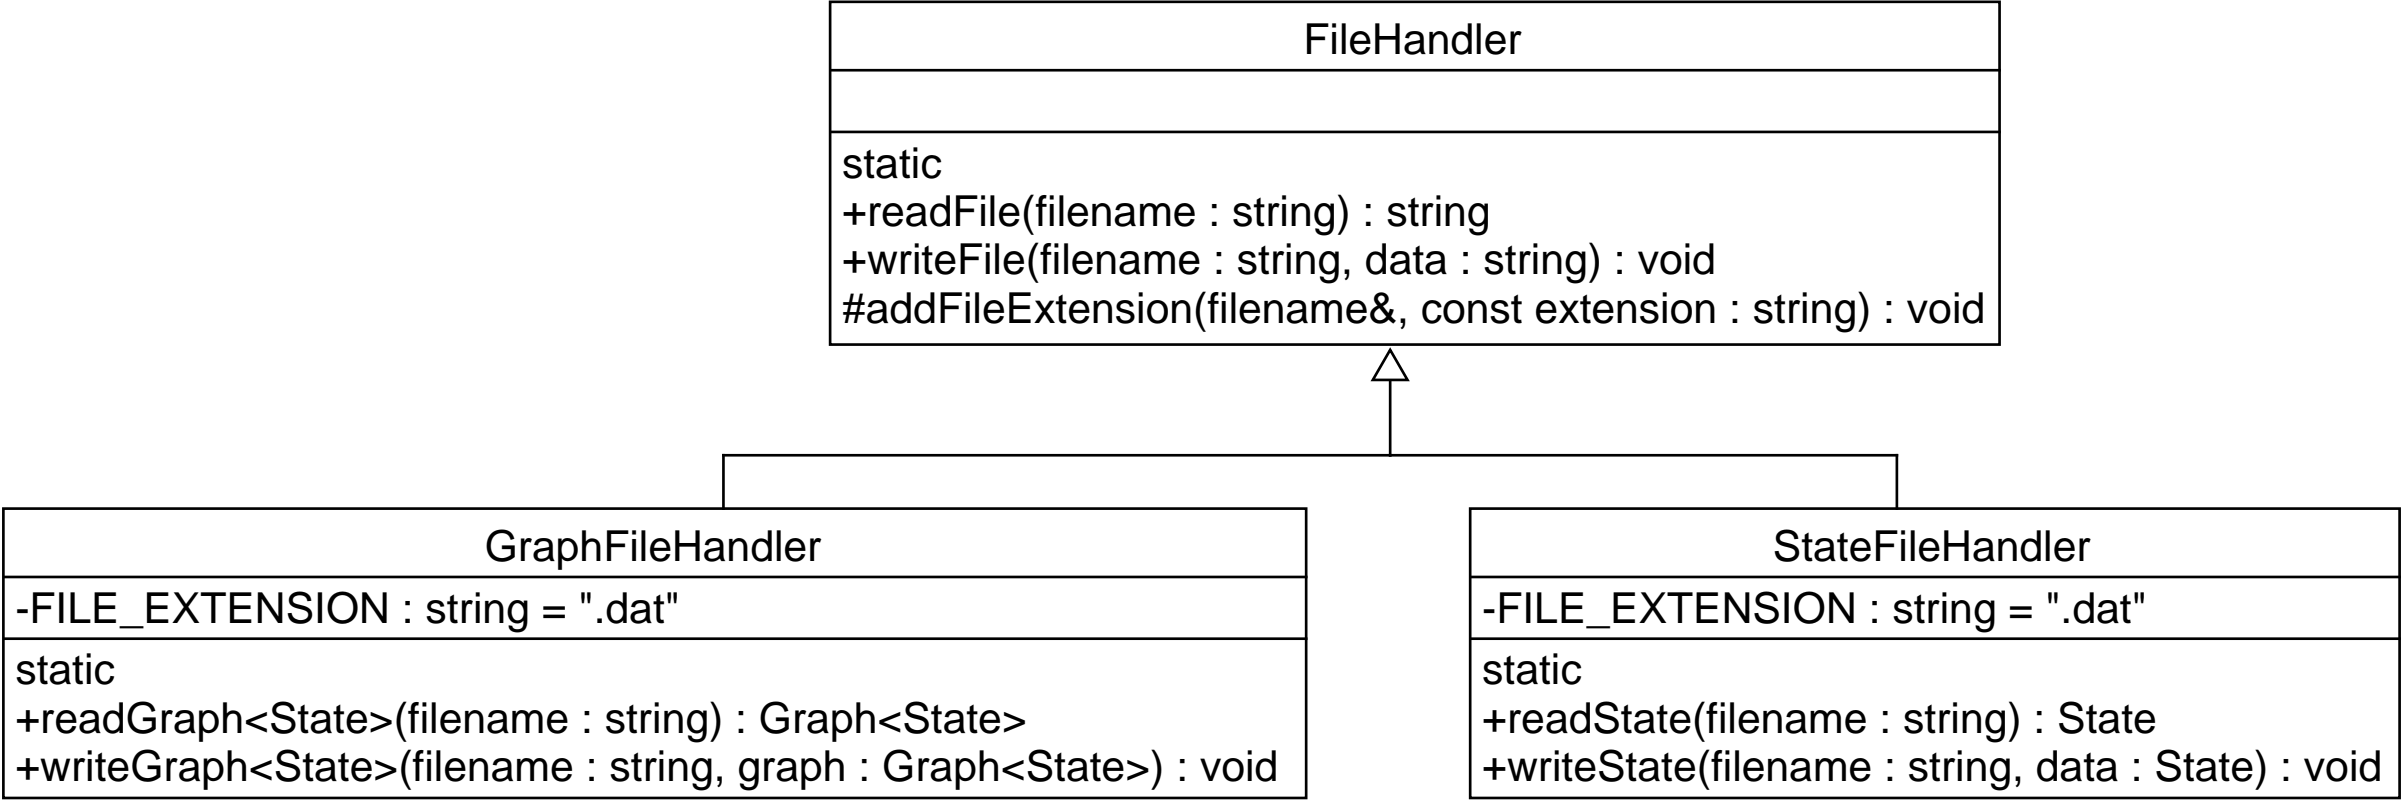 FileHandler
static
+readFile(filename : string) : string
+writeFile(filename : string, data : string) : void
#addFileExtension(filename&, const extension : string) : void
GraphFileHandler
-FILE_EXTENSION : string = ".dat"
static
+readGraph<State>(filename : string) : Graph<State>
+writeGraph<State>(filename : string, graph : Graph<State>) : void
StateFileHandler
-FILE_EXTENSION : string = ".dat"
static
+readState(filename : string) : State
+writeState(filename : string, data : State) : void